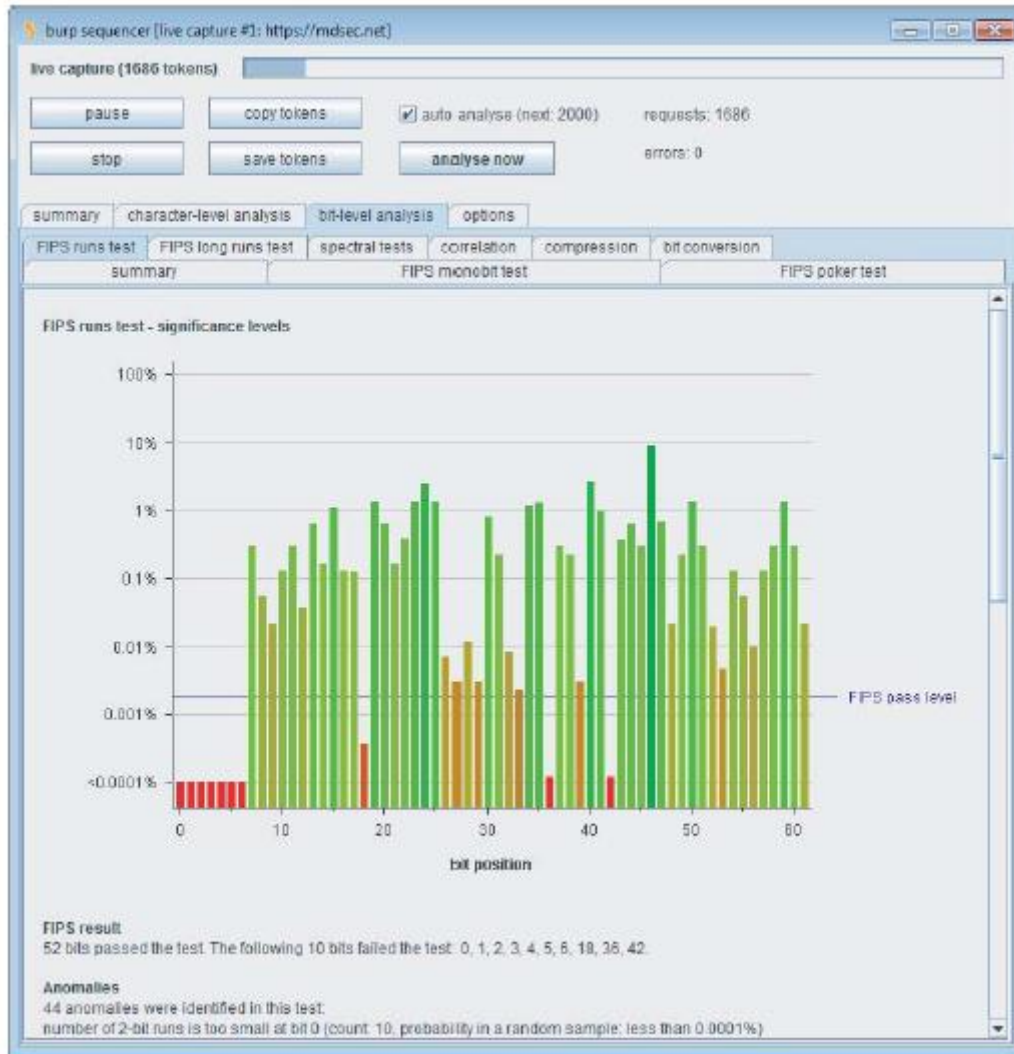 burp sequencer [live capture #1: https://mdsec.net]
live capture (1686 tokens)
pause copy tokens auto analyse (next: 2000) requests: 1686
stop save tokens analyse now errors: 0
summary character-level analysis bit-level analysis options
FIPS runs test FIPS long runs test spectral tests correlation compression bit conversion
summary FIPS monobit test FIPS poker test
FIPS runs test - significance levels
100%
10%
1%
0.1%
0.01%
FIPS pass level
0.001%
<0.0001%
0 10 20 30 40 50 60
bit position
FIPS result
52 bits passed the test. The following 10 bits failed the test: 0, 1, 2, 3, 4, 5, 6, 18, 36, 42.
Anomalies
44 anomalies were identified in this test:
number of 2-bit runs is too small at bit 0 (count: 10, probability in a random sample: less than 0.0001%)